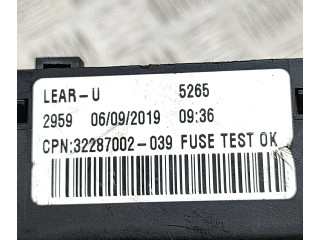 LEAR-U 5265
2959 06/09/2019 09:36
CPN:32287002-039 FUSE TEST OK